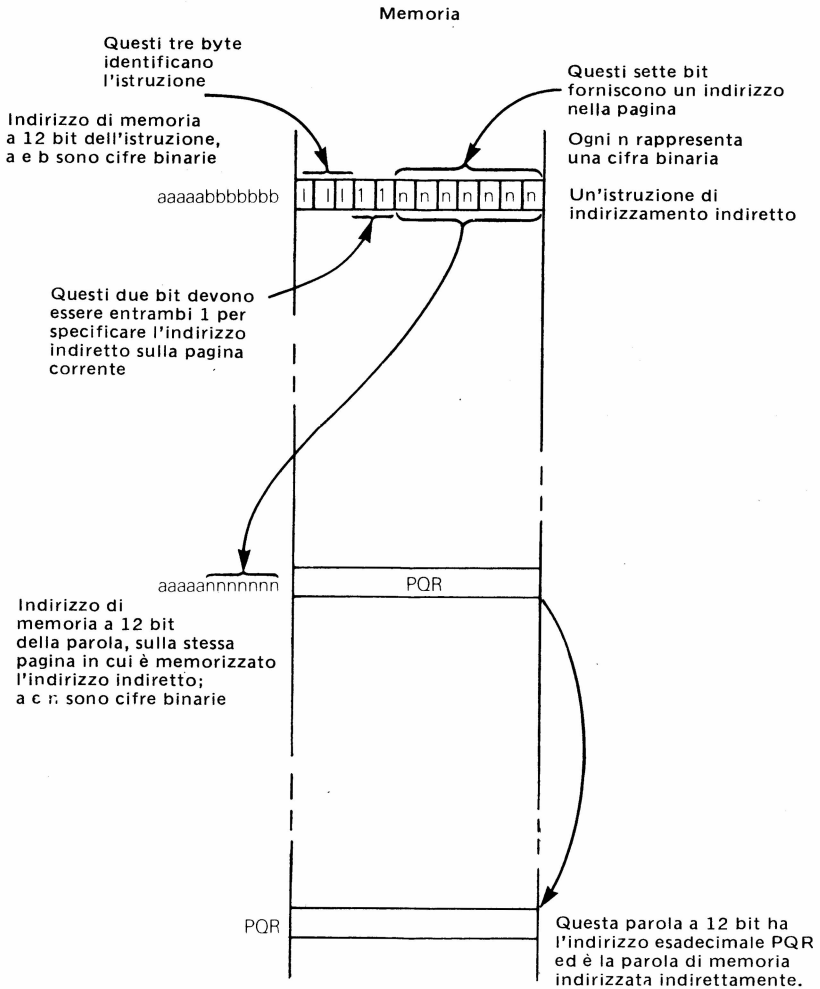 Memoria
Questi tre byte
identificano
l'istruzione
Questi sette bit
forniscono un indirizzo
nella pagina
Indirizzo di memoria
a 12 bit dell'istruzione,
a e b sono cifre binarie
Ogni n rappresenta
una cifra binaria
aaaaabbbbbbb
I I I 1 1 n n n n n n n
Un'istruzione di
indirizzamento indiretto
Questi due bit devono
essere entrambi 1 per
specificare l'indirizzo
indiretto sulla pagina
corrente
aaaaannnnnnn
PQR
Indirizzo di
memoria a 12 bit
della parola, sulla stessa
pagina in cui è memorizzato
l'indirizzo indiretto;
a e n sono cifre binarie
PQR
Questa parola a 12 bit ha
l'indirizzo esadecimale PQR
ed è la parola di memoria
indirizzata indirettamente.